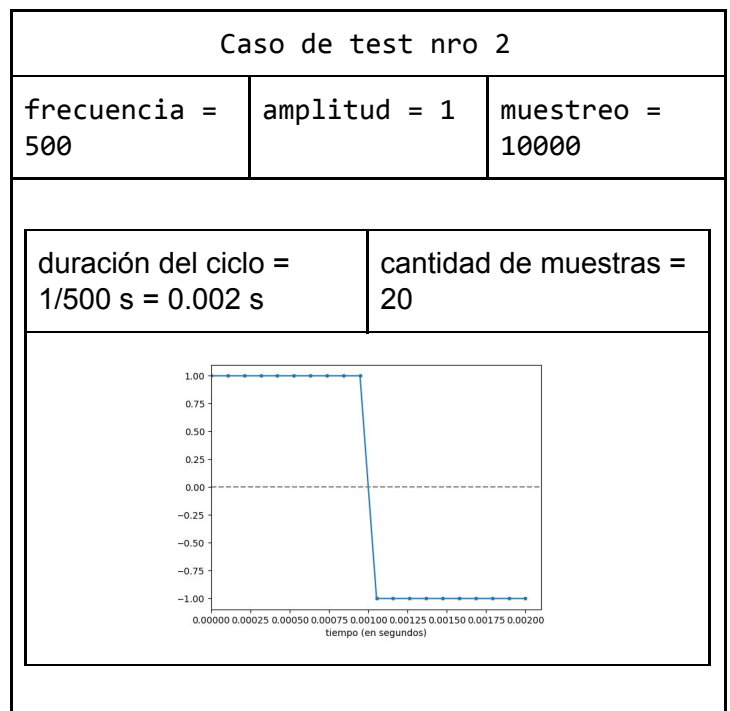 Caso de test nro 2
frecuencia =
500
amplitud = 1
muestreo =
10000
duración del ciclo =
1/500 s = 0.002 s
cantidad de muestras =
20
1.00
0.75
0.50
0.25
0.00
−0.25
−0.50
−0.75
−1.00
0.00000 0.00025 0.00050 0.00075 0.00100 0.00125 0.00150 0.00175 0.00200
tiempo (en segundos)